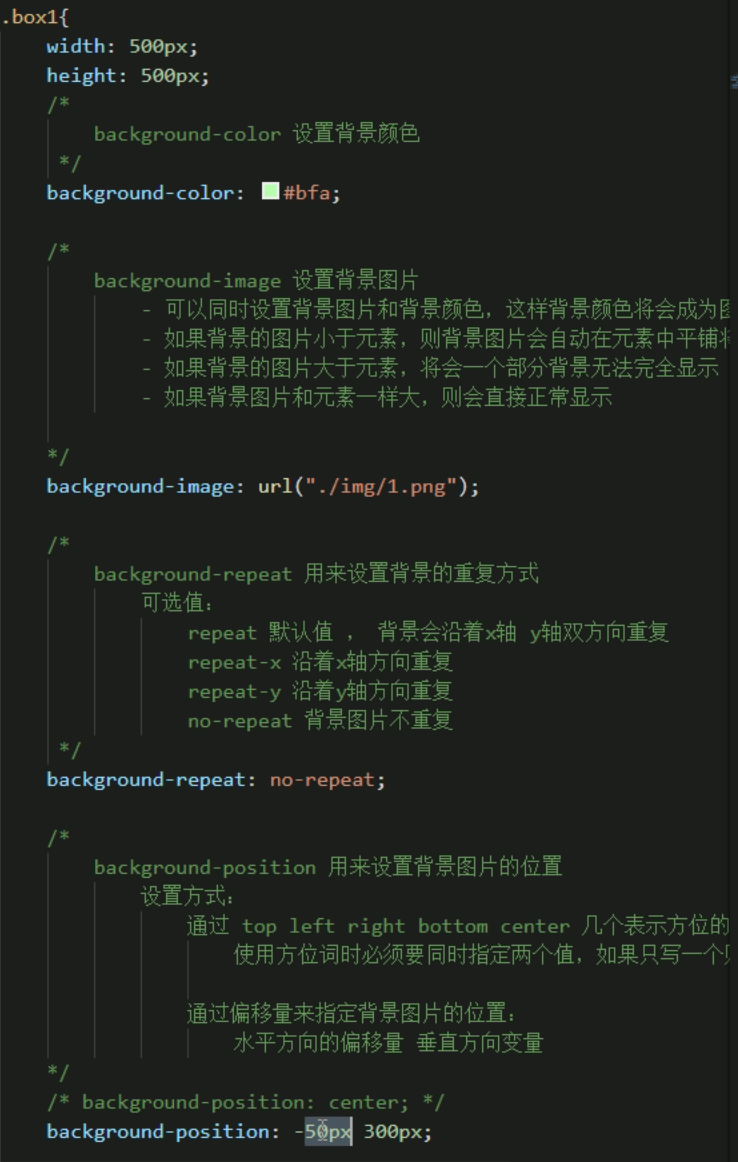 .box1{
width: 500px;
height: 500px;
/*
background-color 设置背景颜色
*/
background-color: #bfa;
/*
background-image 设置背景图片
- 可以同时设置背景图片和背景颜色，这样背景颜色将会成为
- 如果背景的图片小于元素，则背景图片会自动在元素中平铺
- 如果背景的图片大于元素，将会一个部分背景无法完全显示
- 如果背景图片和元素一样大，则会直接正常显示
*/
background-image: url("./img/1.png");
/*
background-repeat 用来设置背景的重复方式
可选值：
repeat 默认值 ， 背景会沿着x轴 y轴双方向重复
repeat-x 沿着x轴方向重复
repeat-y 沿着y轴方向重复
no-repeat 背景图片不重复
*/
background-repeat: no-repeat;
/*
background-position 用来设置背景图片的位置
设置方式：
通过 top left right bottom center 几个表示方位的
使用方位词时必须要同时指定两个值，如果只写一个
通过偏移量来指定背景图片的位置：
水平方向的偏移量 垂直方向变量
*/
/* background-position: center; */
background-position: -50px 300px;